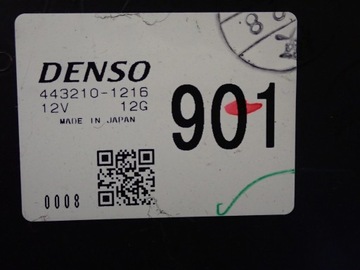 DENSO
443210-1216
12V 12G
MADE IN JAPAN
901
0008